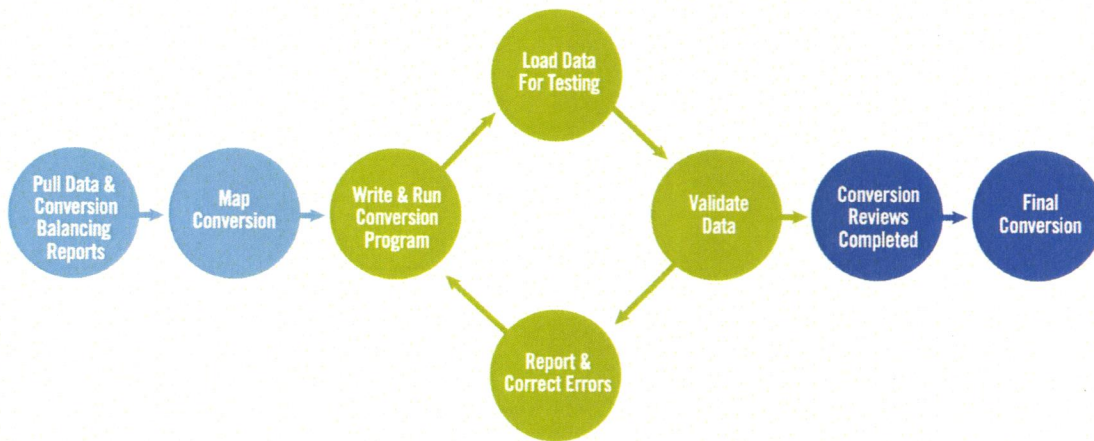 Pull Data &
Conversion
Balancing
Reports
Map
Conversion
Write & Run
Conversion
Program
Load Data
For Testing
Validate
Data
Report &
Correct Errors
Conversion
Reviews
Completed
Final
Conversion